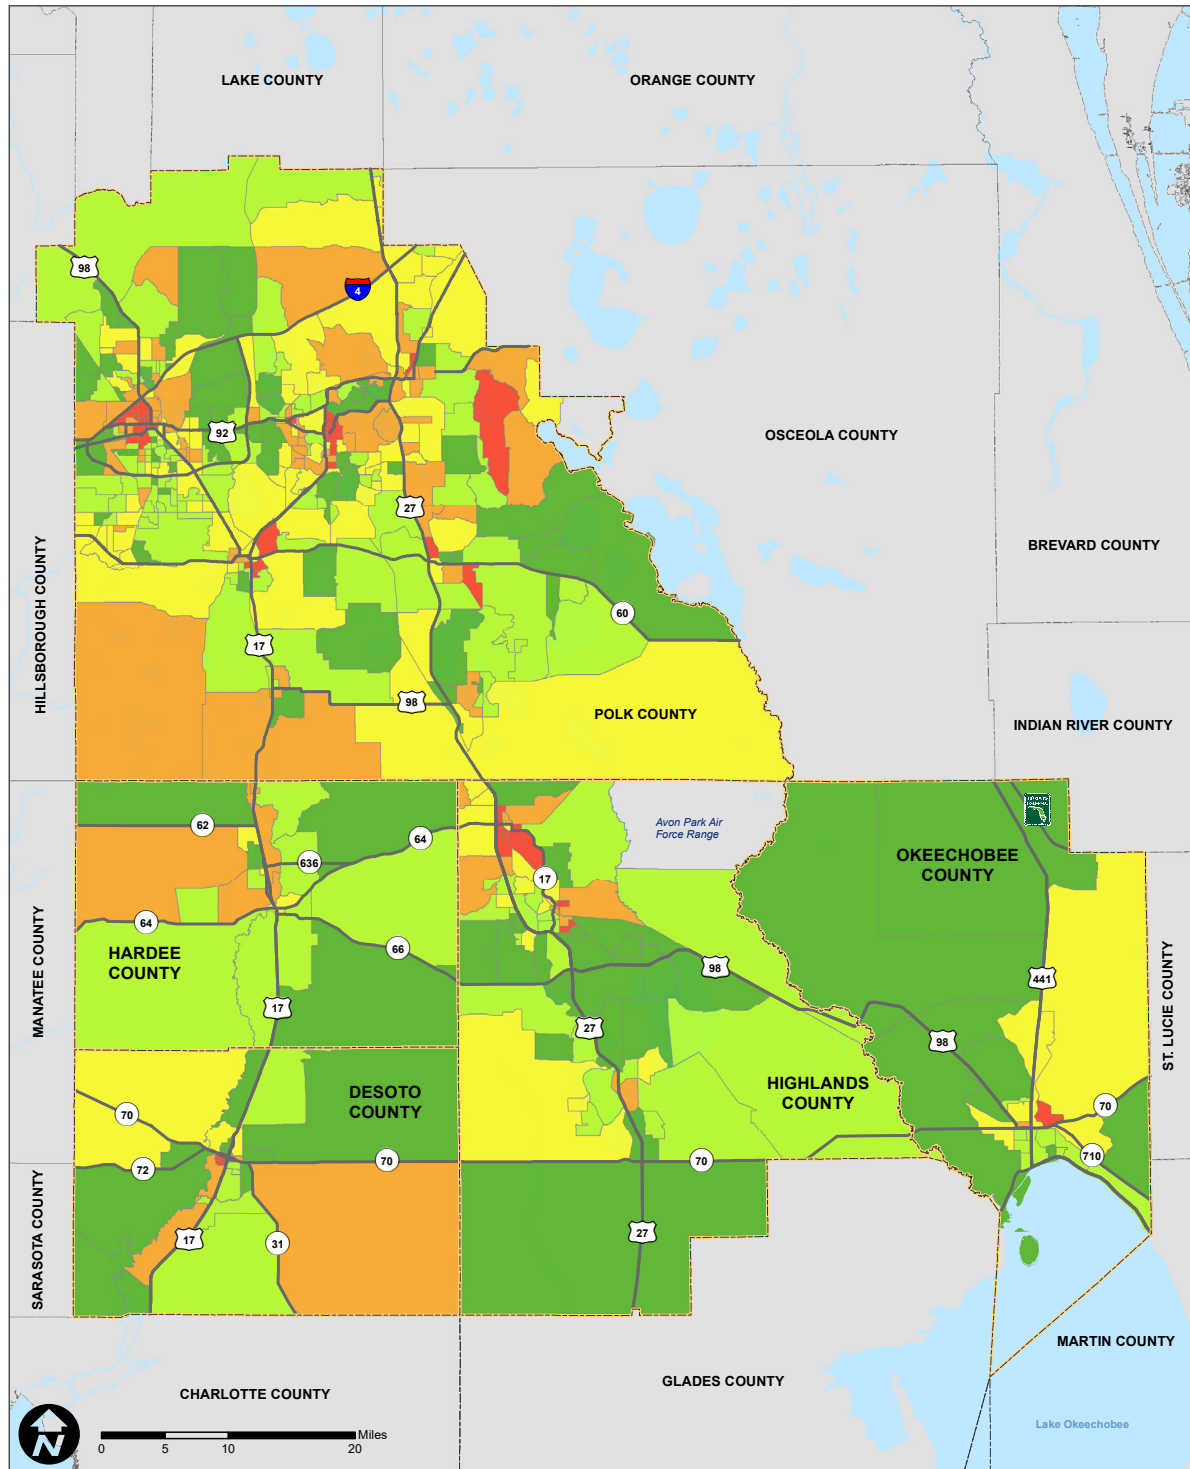 LAKE COUNTY
ORANGE COUNTY
98
4
92
OSCEOLA COUNTY
27
BREVARD COUNTY
HILLSBOROUGH COUNTY
60
17
98
POLK COUNTY
INDIAN RIVER COUNTY
62
64
Avon Park Air
Force Range
636
17
OKEECHOBEE
COUNTY
64
66
HARDEE
COUNTY
98
441
MANATEE COUNTY
ST. LUCIE COUNTY
17
27
98
DESOTO
COUNTY
HIGHLANDS
COUNTY
70
70
72
70
70
710
SARASOTA COUNTY
17
31
27
MARTIN COUNTY
GLADES COUNTY
CHARLOTTE COUNTY
Lake Okeechobee
N
Miles
0 5 10 20